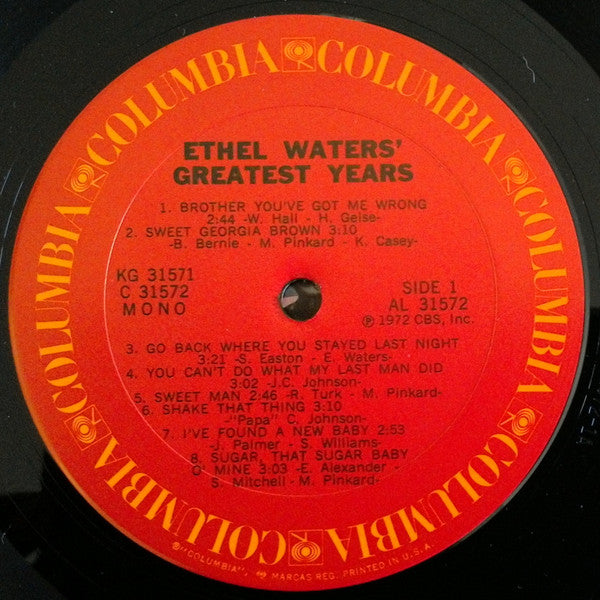 COLUMBIA COLUMBIA COLUMBIA COLUMBIA COLUMBIA COLUMBIA
ETHEL WATERS'
GREATEST YEARS
1. BROTHER YOU'VE GOT ME WRONG
2:44 -W. Hall - H. Geise-
2. SWEET GEORGIA BROWN 3:10
-B. Bernie - M. Pinkard - K. Casey-
KG 31571
C 31572
MONO
SIDE 1
AL 31572
℗ 1972 CBS, Inc.
3. GO BACK WHERE YOU STAYED LAST NIGHT
3:21 -S. Easton - E. Waters-
4. YOU CAN'T DO WHAT MY LAST MAN DID
3:02 -J.C. Johnson-
5. SWEET MAN 2:46 -R. Turk - M. Pinkard-
6. SHAKE THAT THING 3:10
-"Papa" C. Johnson-
7. I'VE FOUND A NEW BABY 2:53
-J. Palmer - S. Williams-
8. SUGAR, THAT SUGAR BABY
O' MINE 3:03 -E. Alexander -
S. Mitchell - M. Pinkard-
®"COLUMBIA", MARCAS REG. PRINTED IN U.S.A.